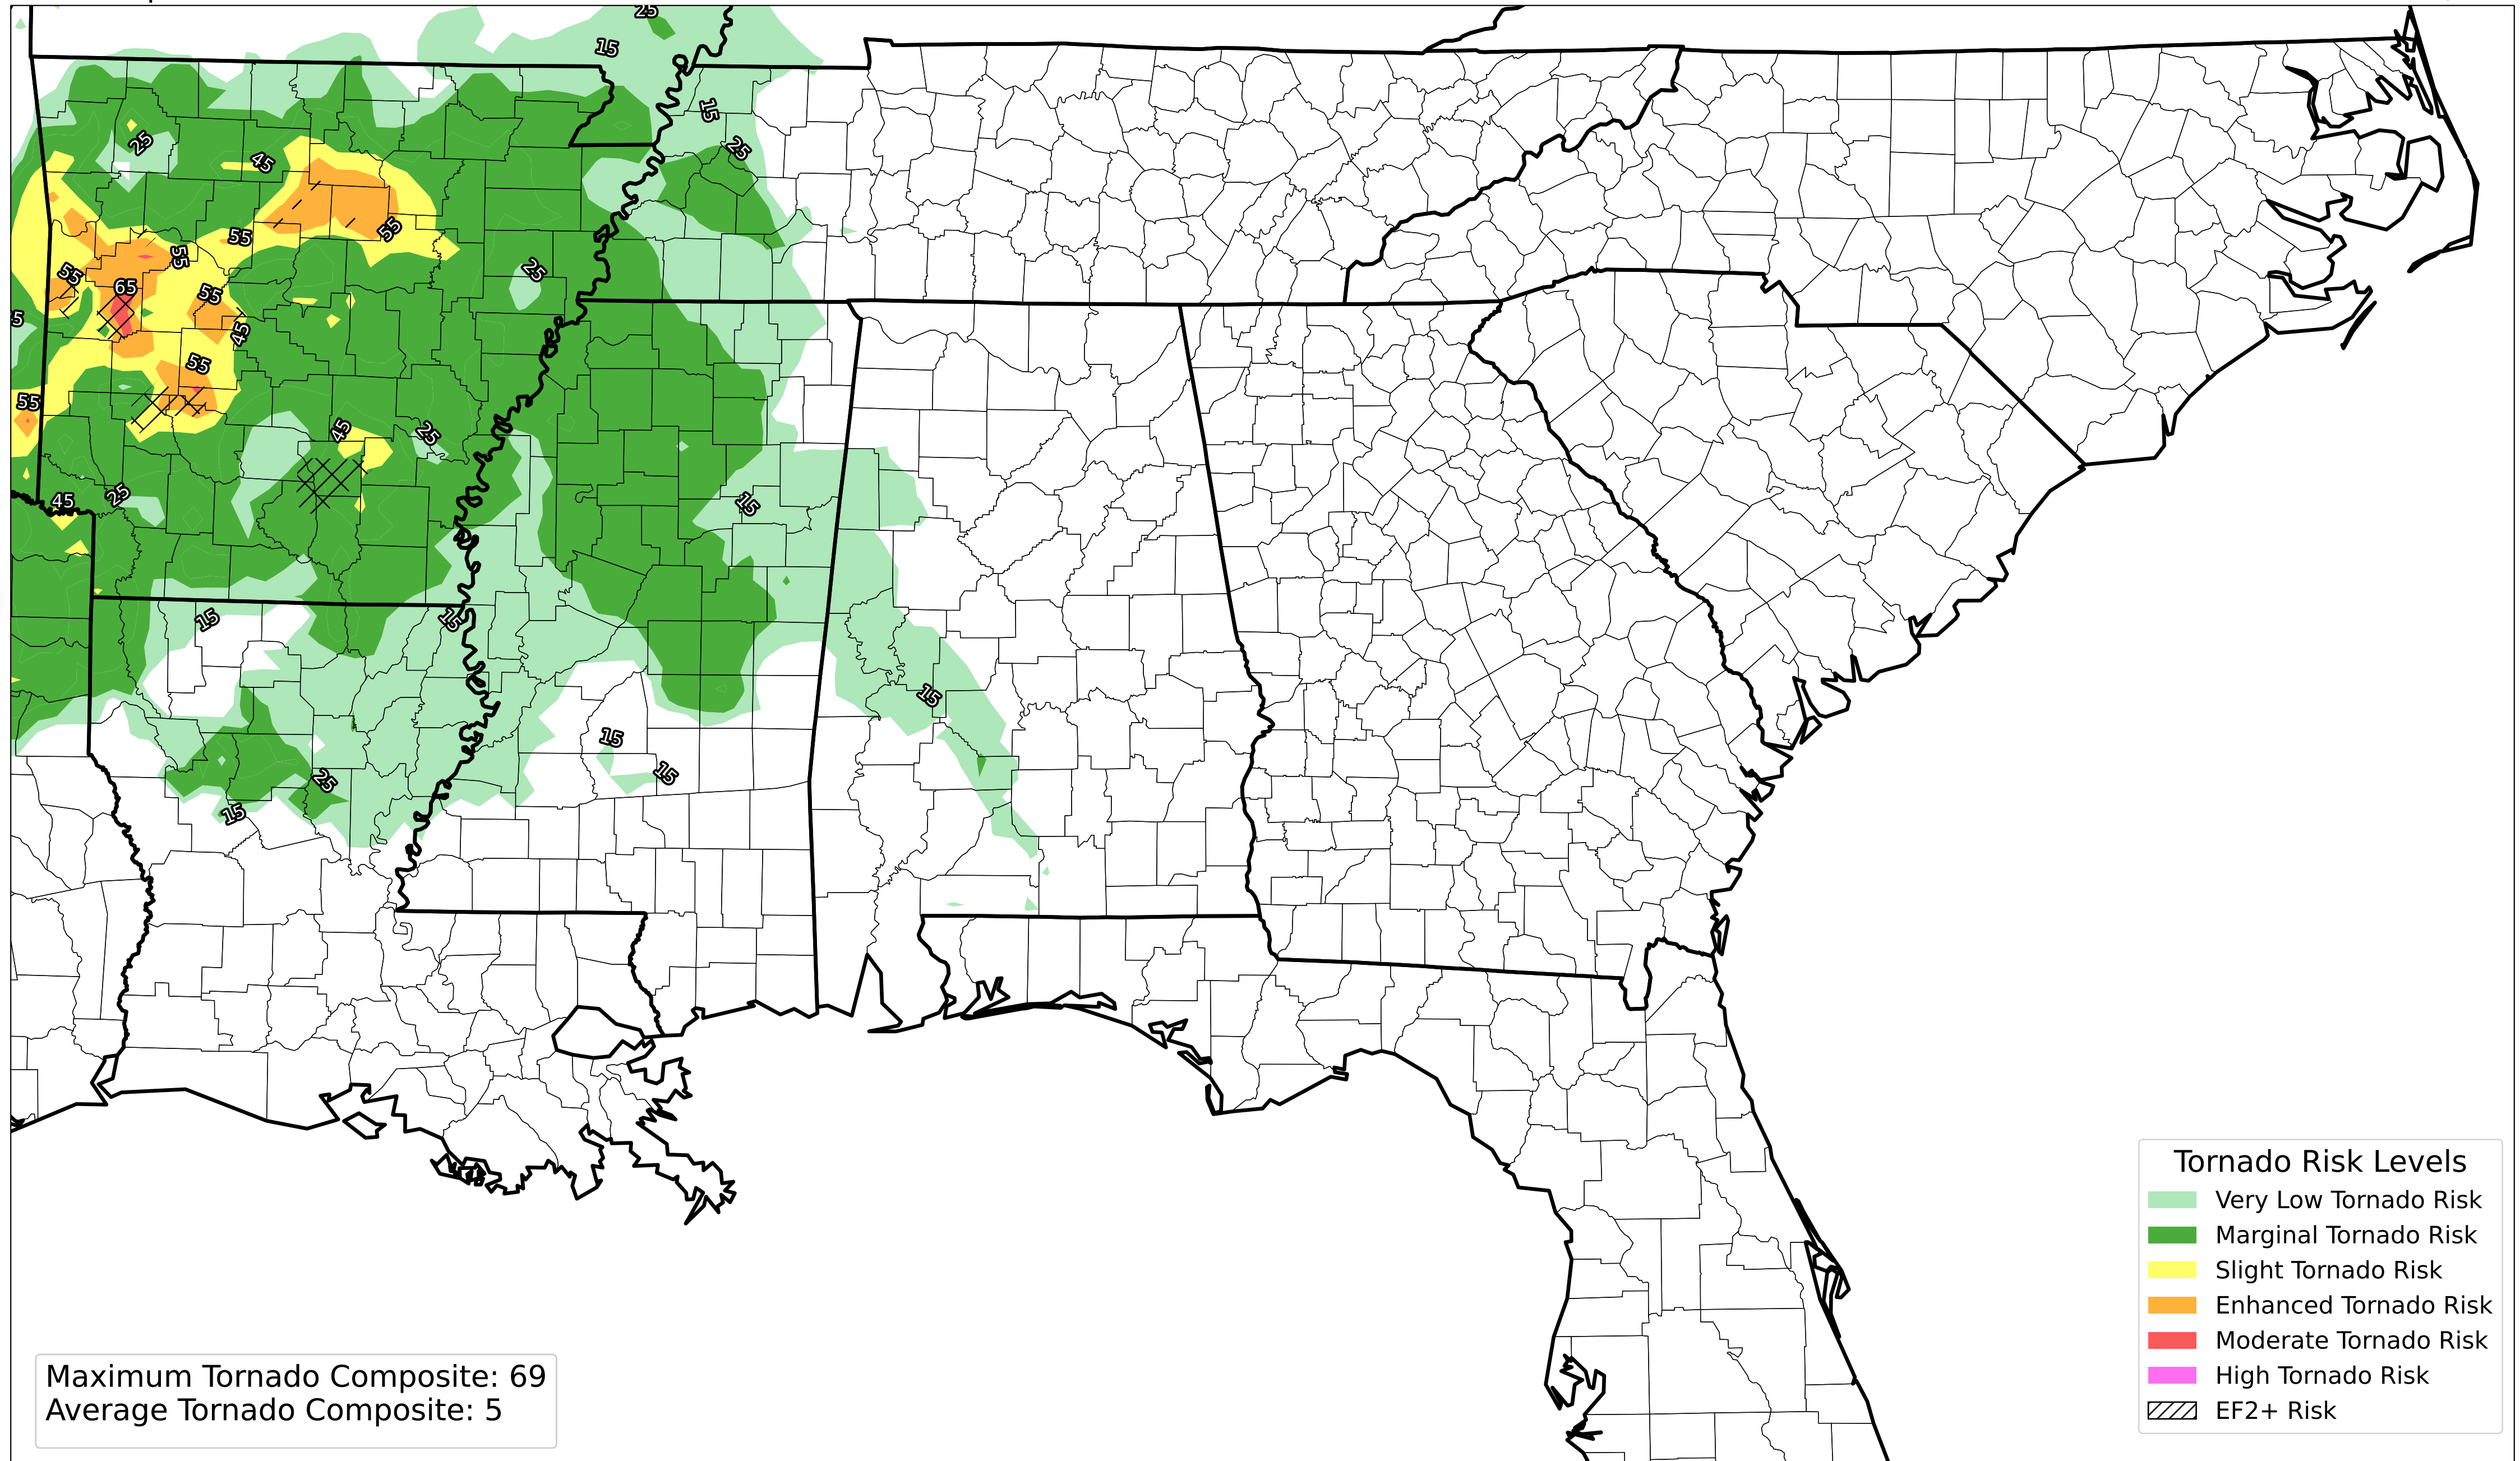 25
15
15
25
25
45
55
55
55
55
65
55
25
45
55
55
45
25
45
25
15
15
15
15
15
15
25
15
Tornado Risk Levels
Very Low Tornado Risk
Marginal Tornado Risk
Slight Tornado Risk
Enhanced Tornado Risk
Moderate Tornado Risk
High Tornado Risk
EF2+ Risk
Maximum Tornado Composite: 69
Average Tornado Composite: 5